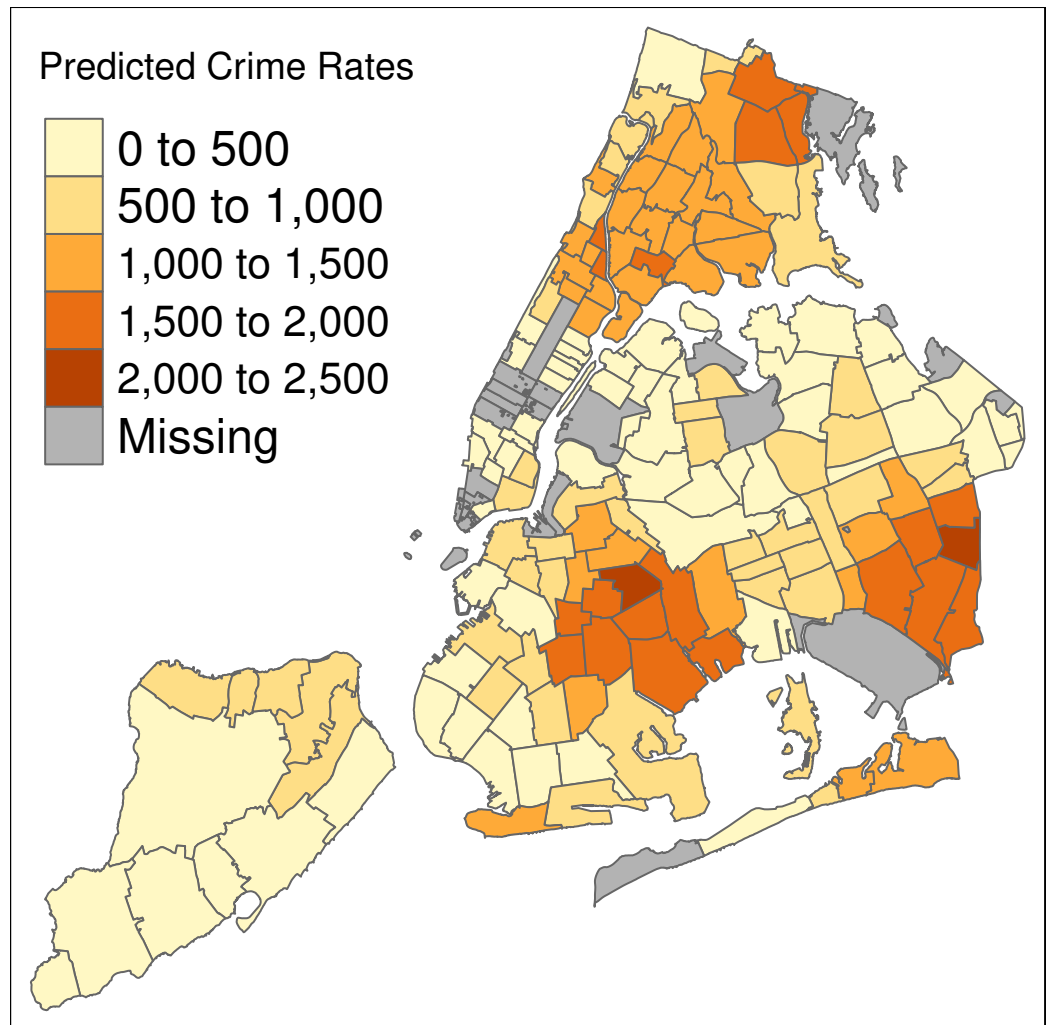 Predicted Crime Rates
0 to 500
500 to 1,000
1,000 to 1,500
1,500 to 2,000
2,000 to 2,500
Missing